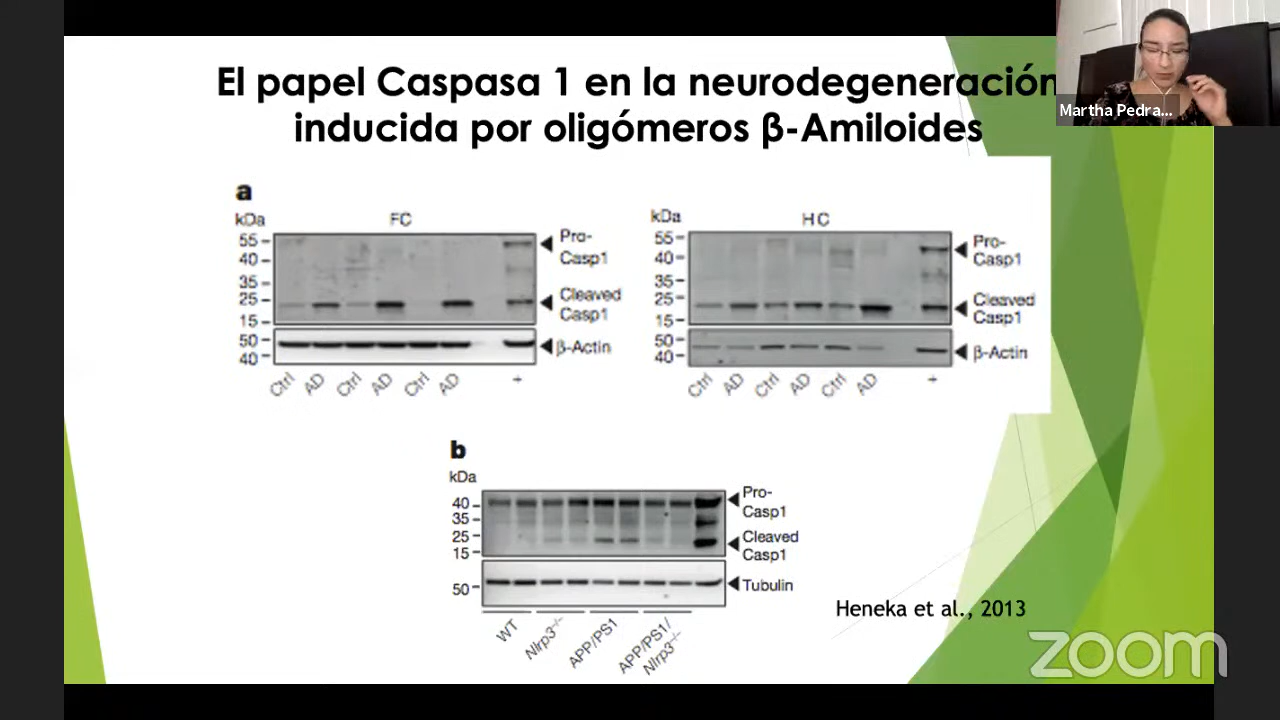 El papel Caspasa 1 en la neurodegeneración
inducida por oligómeros β-Amiloides
Martha Pedra...
a
kDa
FC
55
40
35
25
15
50
40
Pro-
Casp1
Cleaved
Casp1
β-Actin
Ctrl AD Ctrl AD Ctrl AD +
kDa
HC
55
40
35
25
15
50
40
Pro-
Casp1
Cleaved
Casp1
β-Actin
Ctrl AD Ctrl AD Ctrl AD +
b
kDa
40
35
25
15
50
Pro-
Casp1
Cleaved
Casp1
Tubulin
WT
Nlrp3−/−
APP/PS1
APP/PS1/
Nlrp3−/−
Heneka et al., 2013
zoom